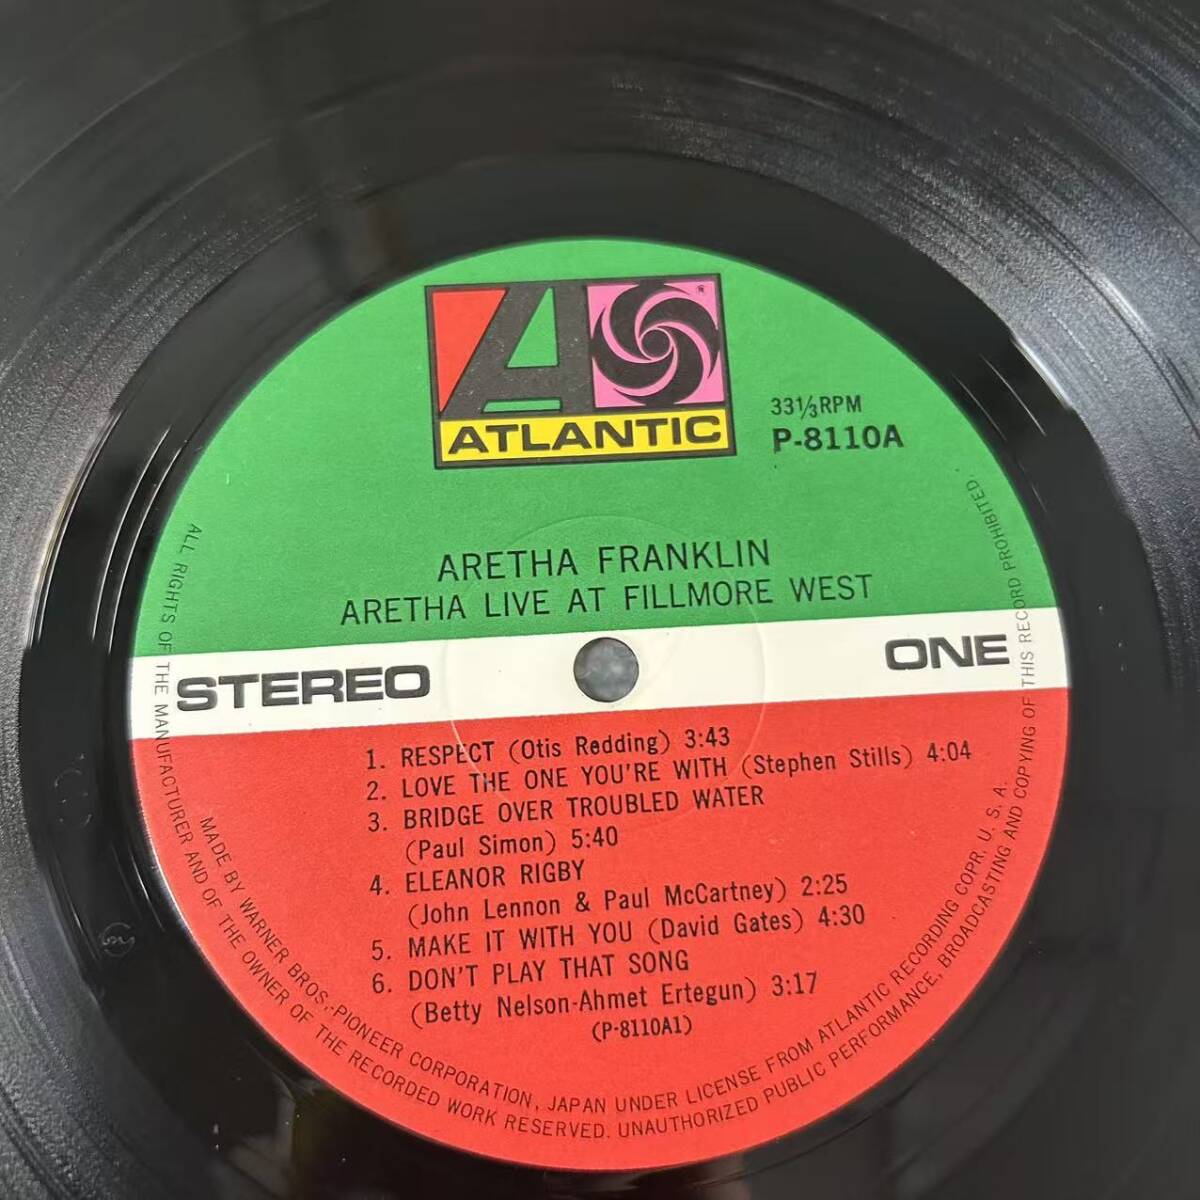 ATLANTIC
33⅓RPM
P-8110A
ARETHA FRANKLIN
ARETHA LIVE AT FILLMORE WEST
STEREO
ONE
1. RESPECT (Otis Redding) 3:43
2. LOVE THE ONE YOU'RE WITH (Stephen Stills) 4:04
3. BRIDGE OVER TROUBLED WATER
(Paul Simon) 5:40
4. ELEANOR RIGBY
(John Lennon & Paul McCartney) 2:25
5. MAKE IT WITH YOU (David Gates) 4:30
6. DON'T PLAY THAT SONG
(Betty Nelson-Ahmet Ertegun) 3:17
(P-8110A1)
MADE BY WARNER BROS.-PIONEER CORPORATION, JAPAN UNDER LICENSE FROM ATLANTIC RECORDING COPR. U. S. A.
ALL RIGHTS OF THE MANUFACTURER AND OF THE OWNER OF THE RECORDED WORK RESERVED. UNAUTHORIZED PUBLIC PERFORMANCE, BROADCASTING AND COPYING OF THIS RECORD PROHIBITED.